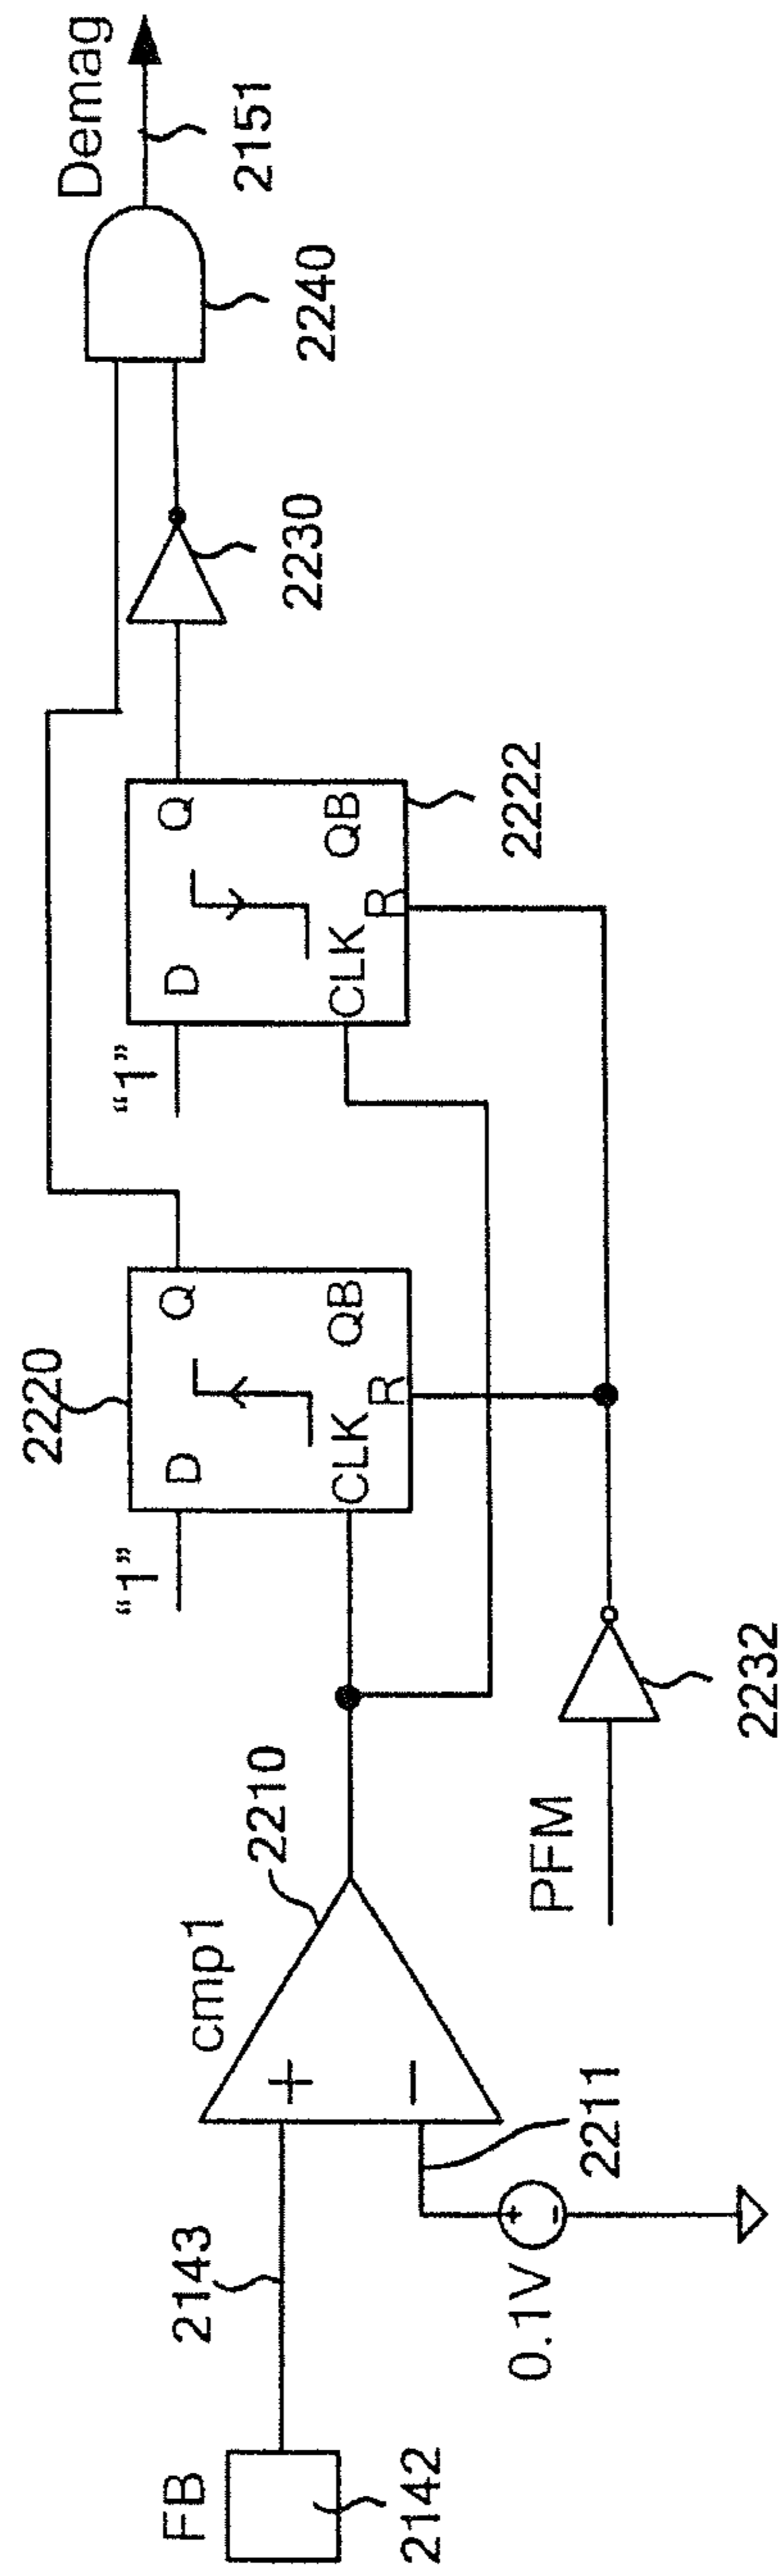 FB
2142
2143
0.1V
+
-
2211
cmp1
+
−
2210
PFM
2232
"1"
2220
D
Q
CLK
QB
R
"1"
D
Q
CLK
QB
R
2222
2230
2240
Demag
2151